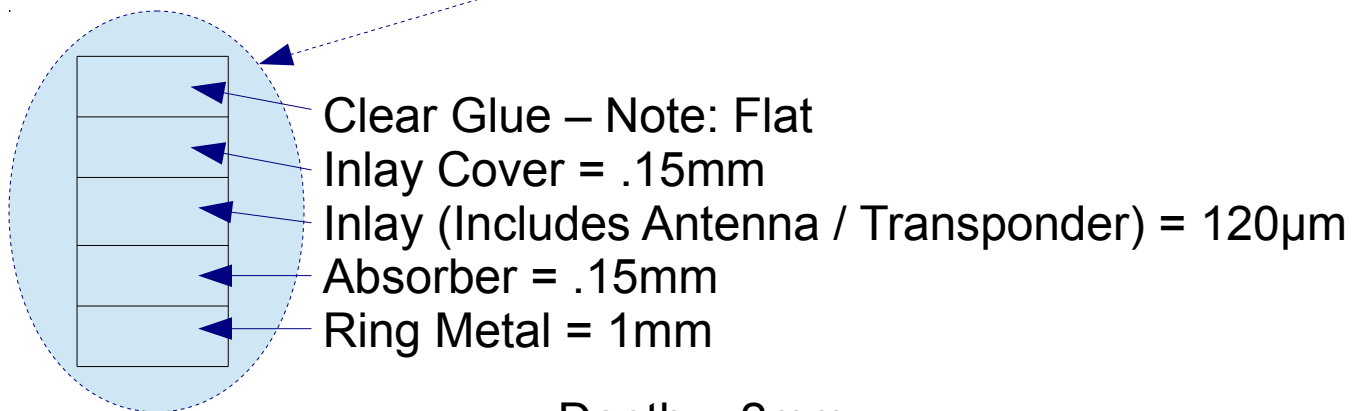 Clear Glue – Note: Flat
Inlay Cover = .15mm
Inlay (Includes Antenna / Transponder) = 120µm
Absorber = .15mm
Ring Metal = 1mm